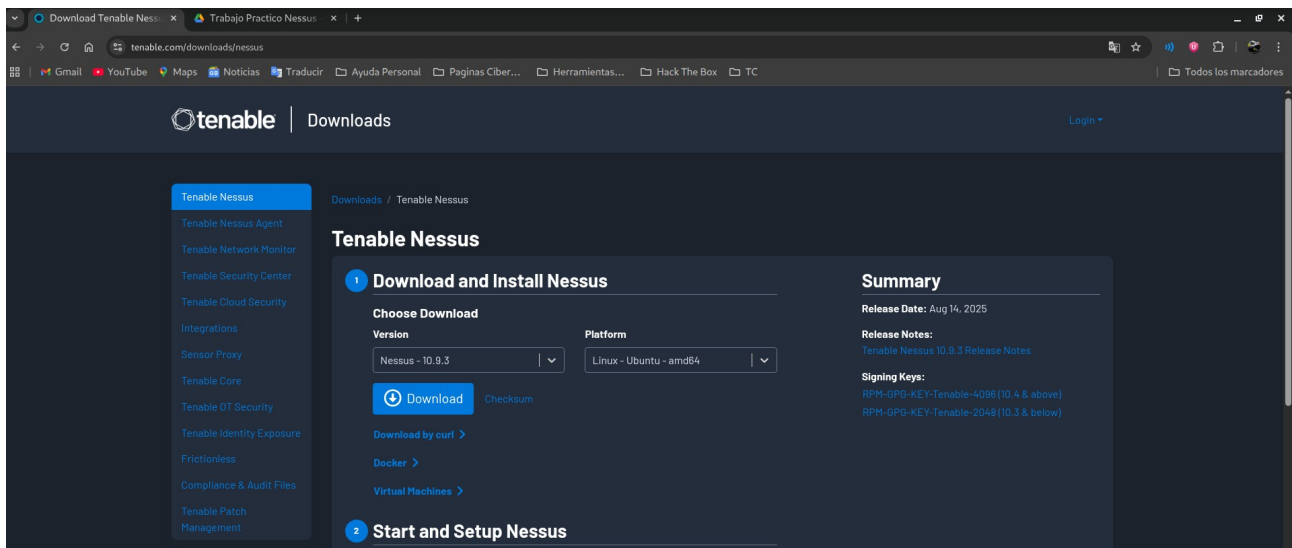 Download Tenable Ness
Trabajo Practico Nessus
tenable.com/downloads/nessus
Gmail YouTube Maps Noticias Traducir Ayuda Personal Paginas Ciber... Herramientas... Hack The Box TC Todos los marcadores
tenable | Downloads Login
Tenable Nessus
Tenable Nessus Agent
Tenable Network Monitor
Tenable Security Center
Tenable Cloud Security
Integrations
Sensor Proxy
Tenable Core
Tenable OT Security
Tenable Identity Exposure
Frictionless
Compliance & Audit Files
Tenable Patch
Management
Downloads / Tenable Nessus
Tenable Nessus
1 Download and Install Nessus
Choose Download
Version Platform
Nessus - 10.9.3 Linux - Ubuntu - amd64
Download Checksum
Download by curl
Docker
Virtual Machines
2 Start and Setup Nessus
Summary
Release Date: Aug 14, 2025
Release Notes:
Tenable Nessus 10.9.3 Release Notes
Signing Keys:
RPM-GPG-KEY-Tenable-4096 (10.4 & above)
RPM-GPG-KEY-Tenable-2048 (10.3 & below)